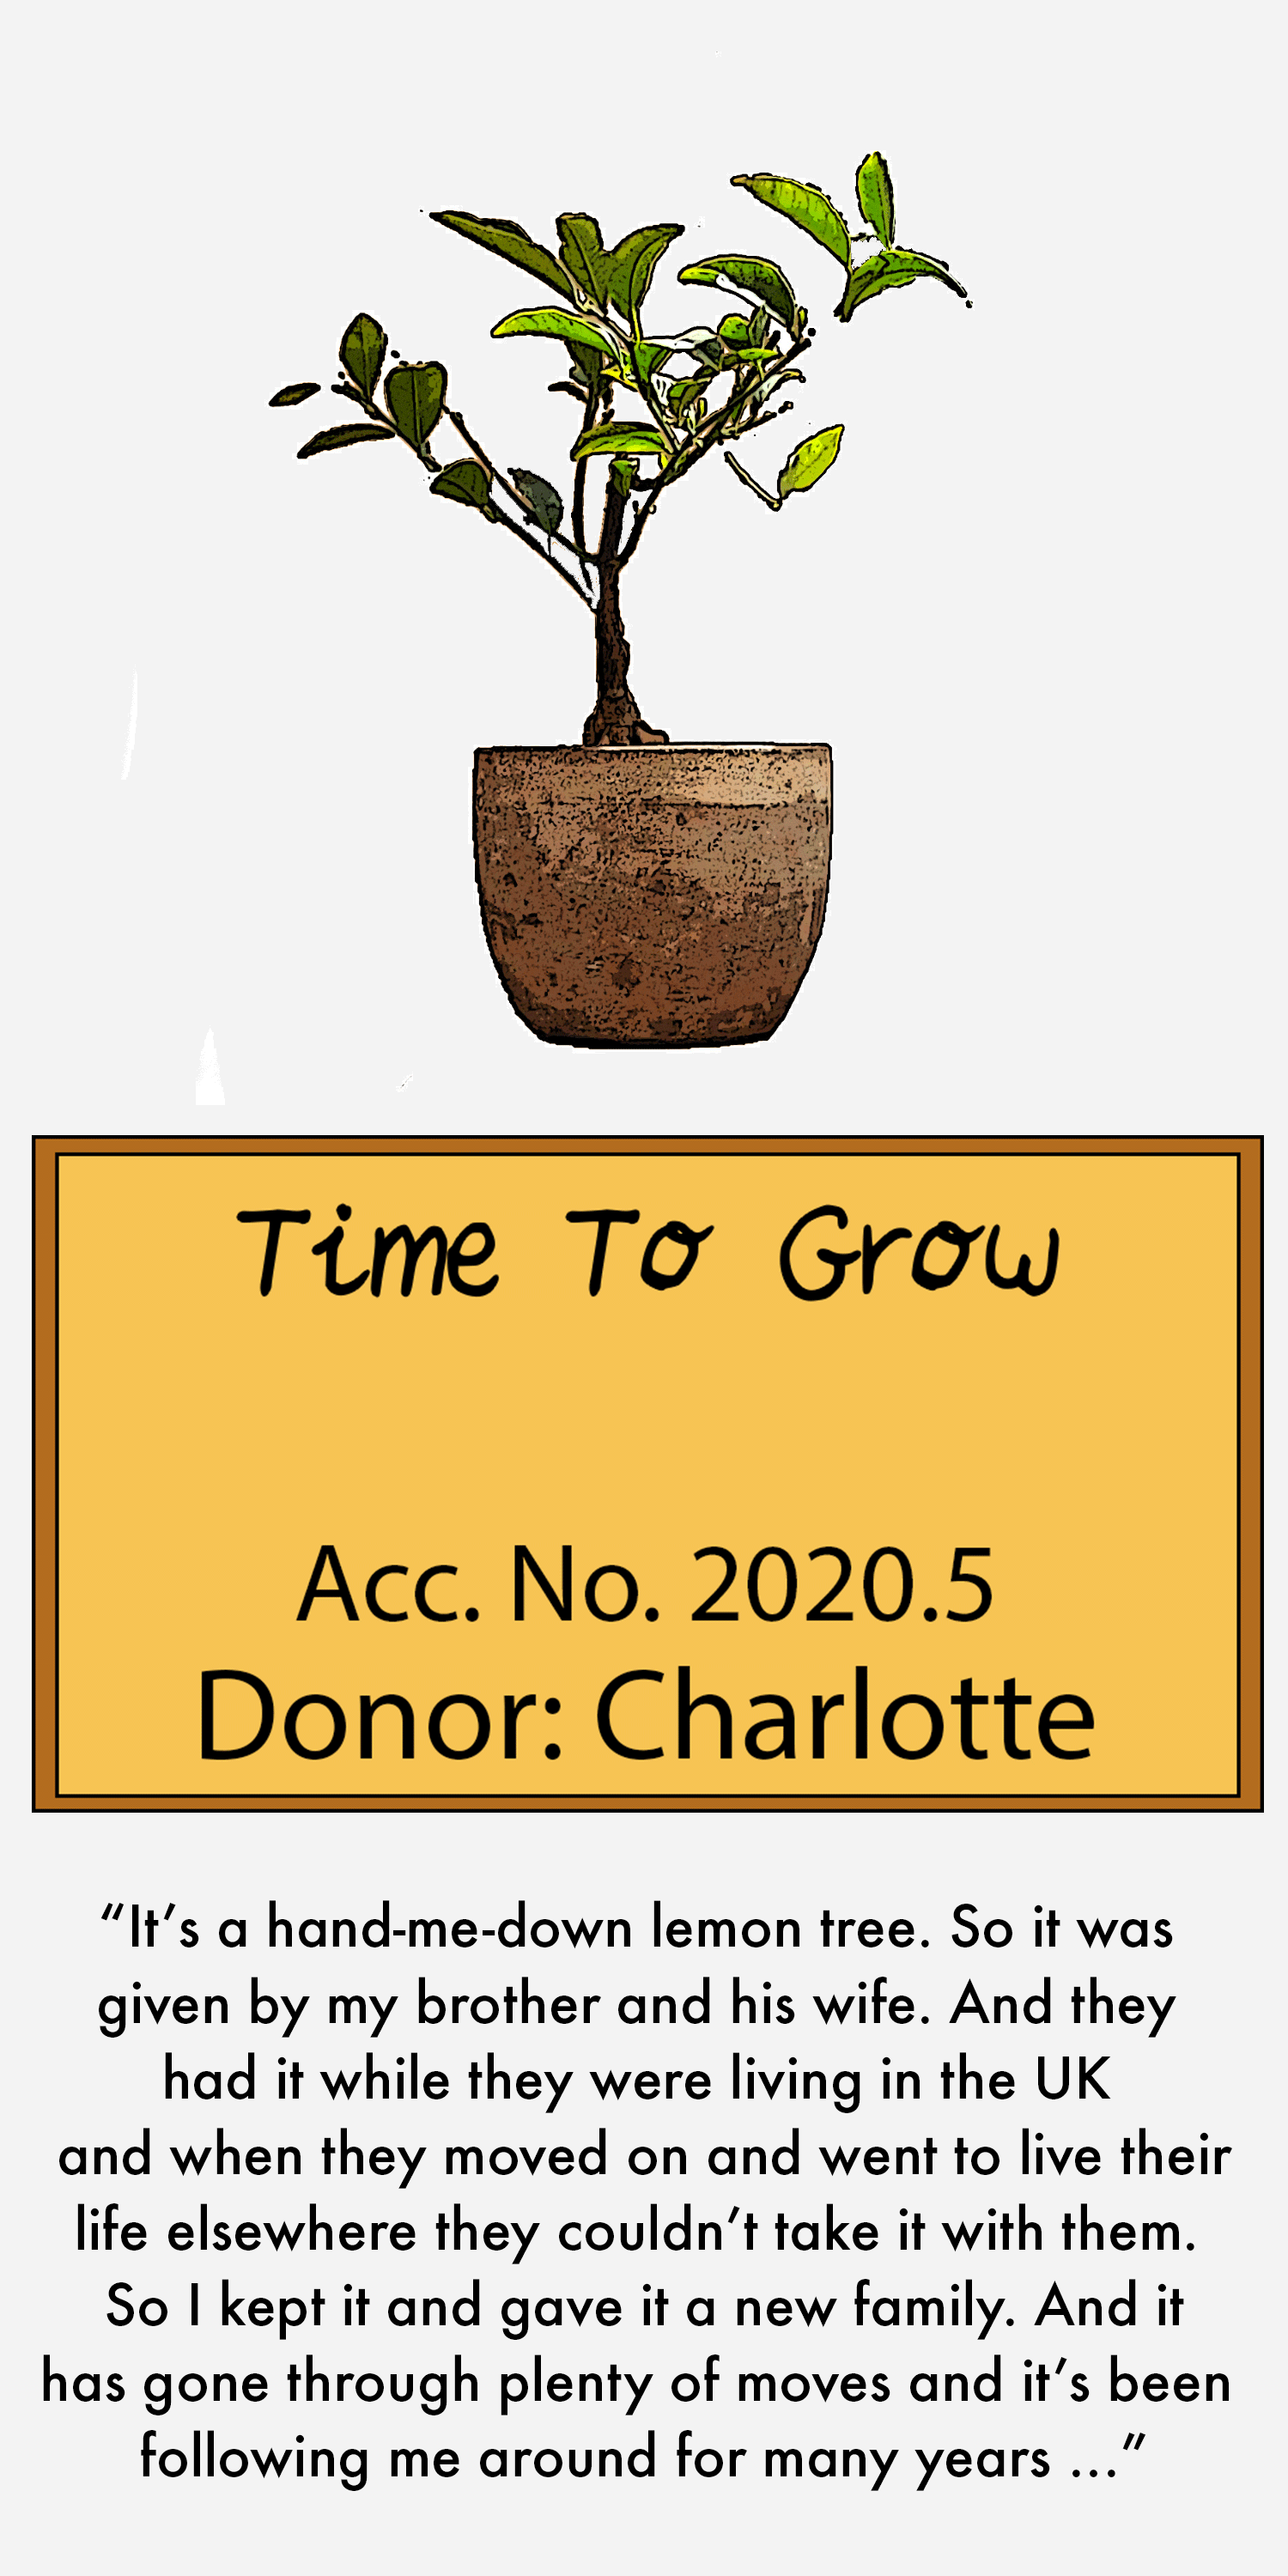 Time To Grow
Acc. No. 2020.5
Donor: Charlotte
“It’s a hand-me-down lemon tree. So it was
given by my brother and his wife. And they
had it while they were living in the UK
and when they moved on and went to live their
life elsewhere they couldn’t take it with them.
So I kept it and gave it a new family. And it
has gone through plenty of moves and it’s been
following me around for many years ...”